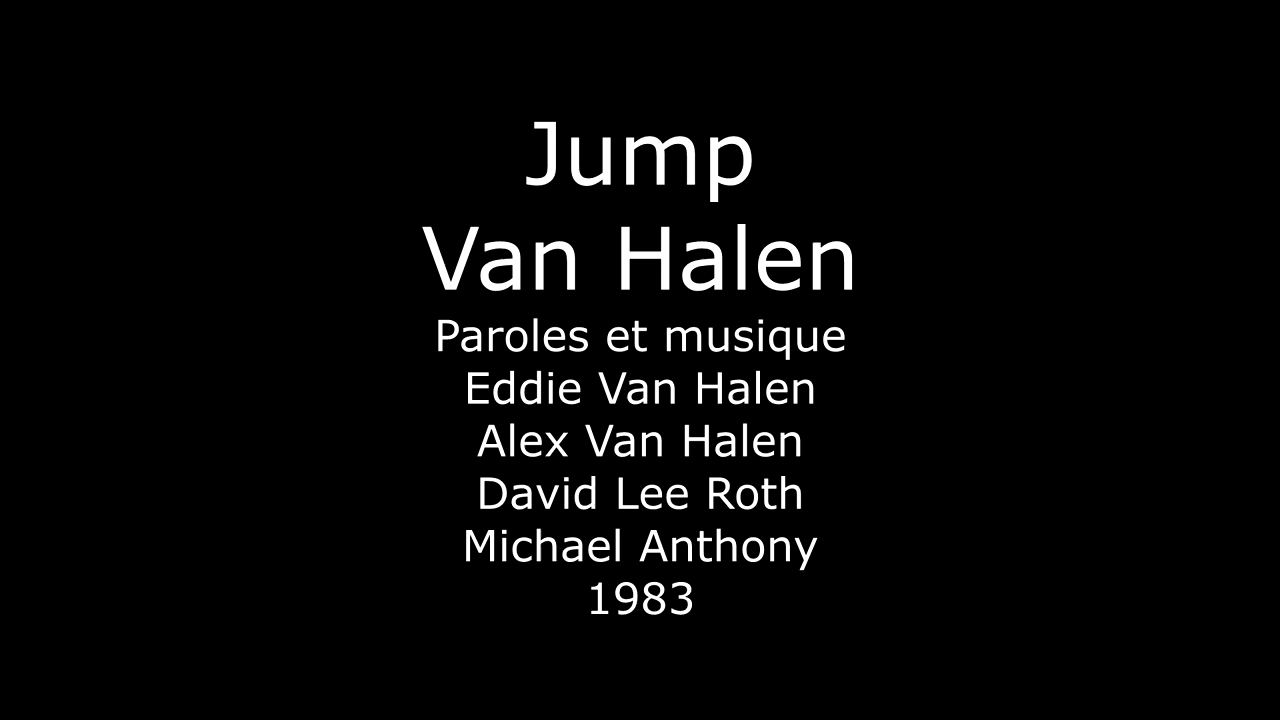 Jump
Van Halen
Paroles et musique
Eddie Van Halen
Alex Van Halen
David Lee Roth
Michael Anthony
1983